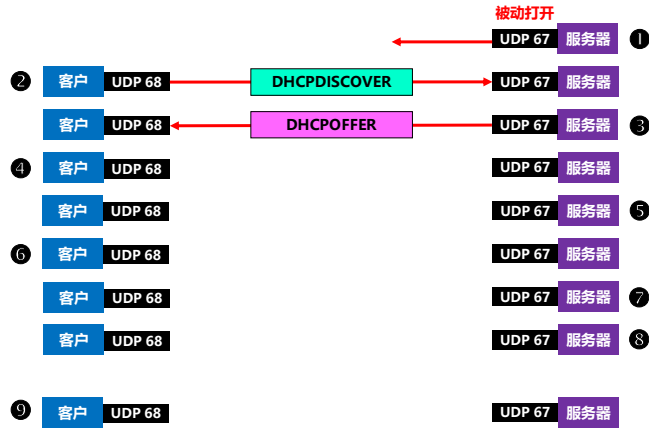 被动打开
UDP 67 服务器 ❶
❷ 客户 UDP 68 DHCPDISCOVER UDP 67 服务器
客户 UDP 68 DHCPOFFER UDP 67 服务器 ❸
❹ 客户 UDP 68 UDP 67 服务器
客户 UDP 68 UDP 67 服务器 ❺
❻ 客户 UDP 68 UDP 67 服务器
客户 UDP 68 UDP 67 服务器 ❼
客户 UDP 68 UDP 67 服务器 ❽
❾ 客户 UDP 68 UDP 67 服务器